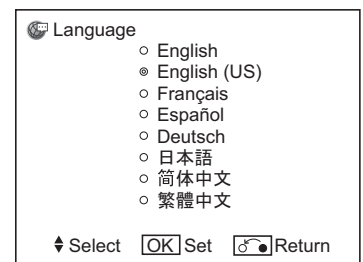 Language
English
English (US)
Français
Español
Deutsch
日本語
简体中文
繁體中文
Select OK Set Return